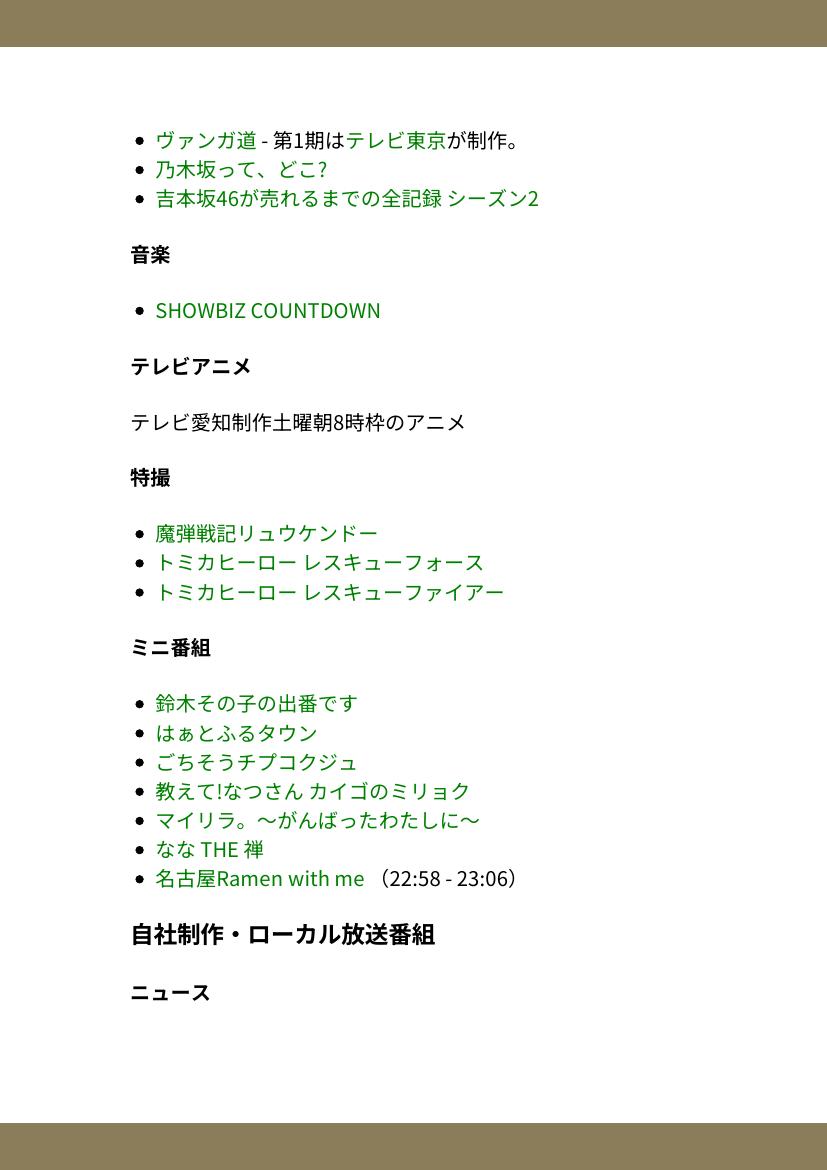 ヴァンガ道 - 第1期はテレビ東京が制作。
乃木坂って、どこ?
吉本坂46が売れるまでの全記録 シーズン2
音楽
SHOWBIZ COUNTDOWN
テレビアニメ
テレビ愛知制作土曜朝8時枠のアニメ
特撮
魔弾戦記リュウケンドー
トミカヒーロー レスキューフォース
トミカヒーロー レスキューファイアー
ミニ番組
鈴木その子の出番です
はぁとふるタウン
ごちそうチプコクジュ
教えて!なつさん カイゴのミリョク
マイリラ。〜がんばったわたしに〜
なな THE 禅
名古屋Ramen with me （22:58 - 23:06）
自社制作・ローカル放送番組
ニュース